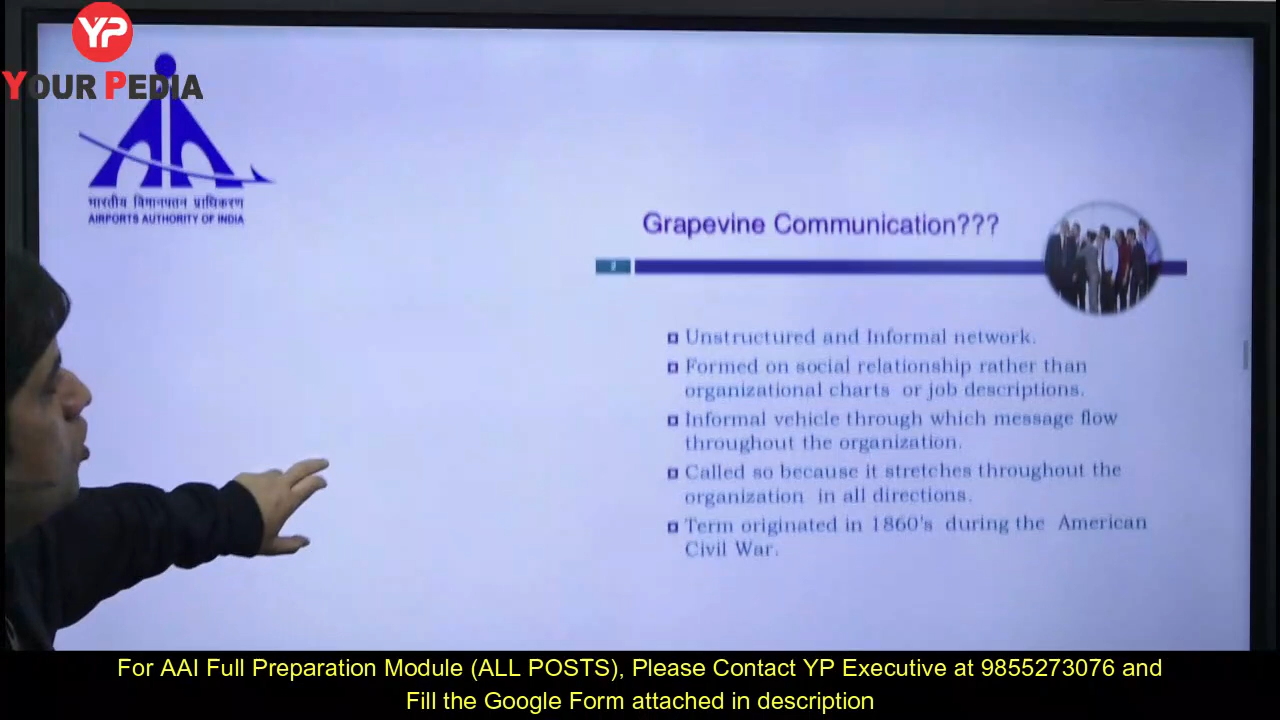 YP
YOUR PEDIA
भारतीय विमानपत्तन प्राधिकरण
AIRPORTS AUTHORITY OF INDIA
Grapevine Communication???
Unstructured and Informal network.
Formed on social relationship rather than
organizational charts or job descriptions.
Informal vehicle through which message flow
throughout the organization.
Called so because it stretches throughout the
organization in all directions.
Term originated in 1860's during the American
Civil War.
For AAI Full Preparation Module (ALL POSTS), Please Contact YP Executive at 9855273076 and
Fill the Google Form attached in description